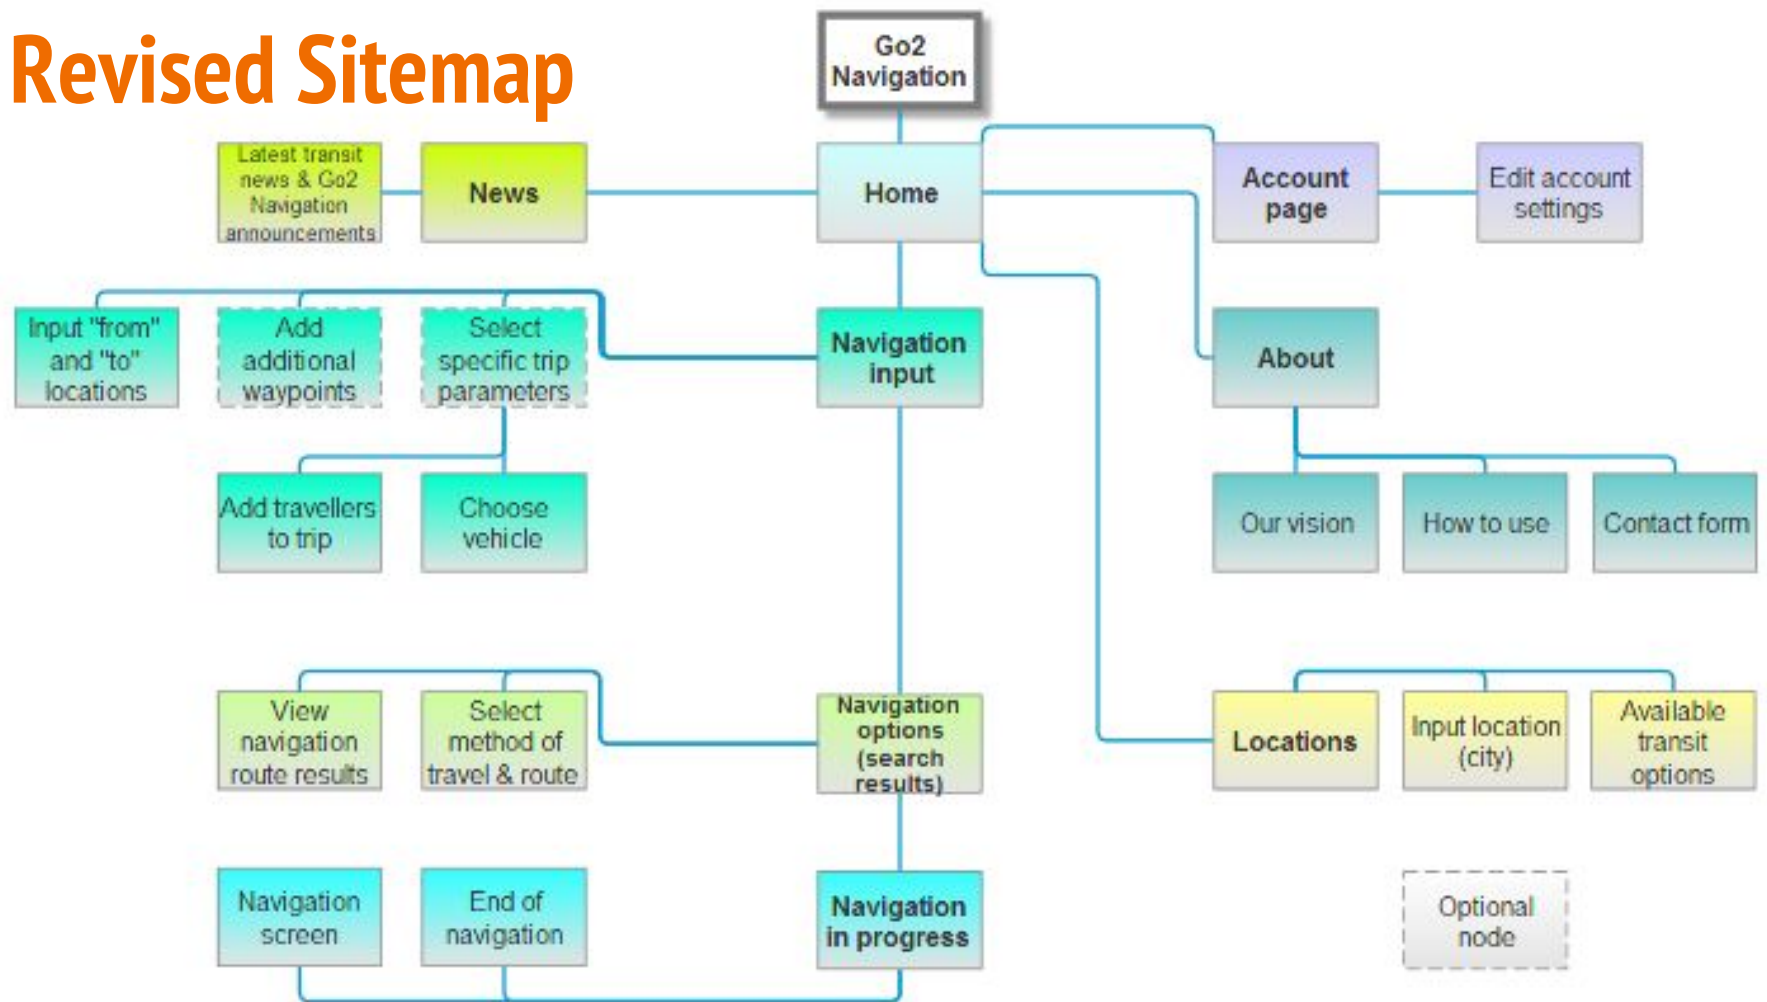 Revised Sitemap
Go2
Navigation
Latest transit
news & Go2
Navigation
announcements
News
Home
Account
page
Edit account
settings
Input "from"
and "to"
locations
Add
additional
waypoints
Select
specific trip
parameters
Navigation
input
About
Add travellers
to trip
Choose
vehicle
Our vision
How to use
Contact form
View
navigation
route results
Select
method of
travel & route
Navigation
options
(search
results)
Locations
Input location
(city)
Available
transit
options
Navigation
screen
End of
navigation
Navigation
in progress
Optional
node